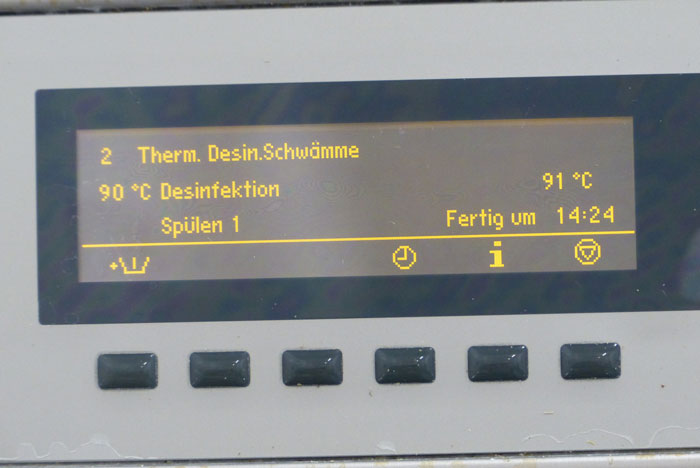 2 Therm. Desin.Schwämme
90 °C Desinfektion 91 °C
Spülen 1 Fertig um 14:24